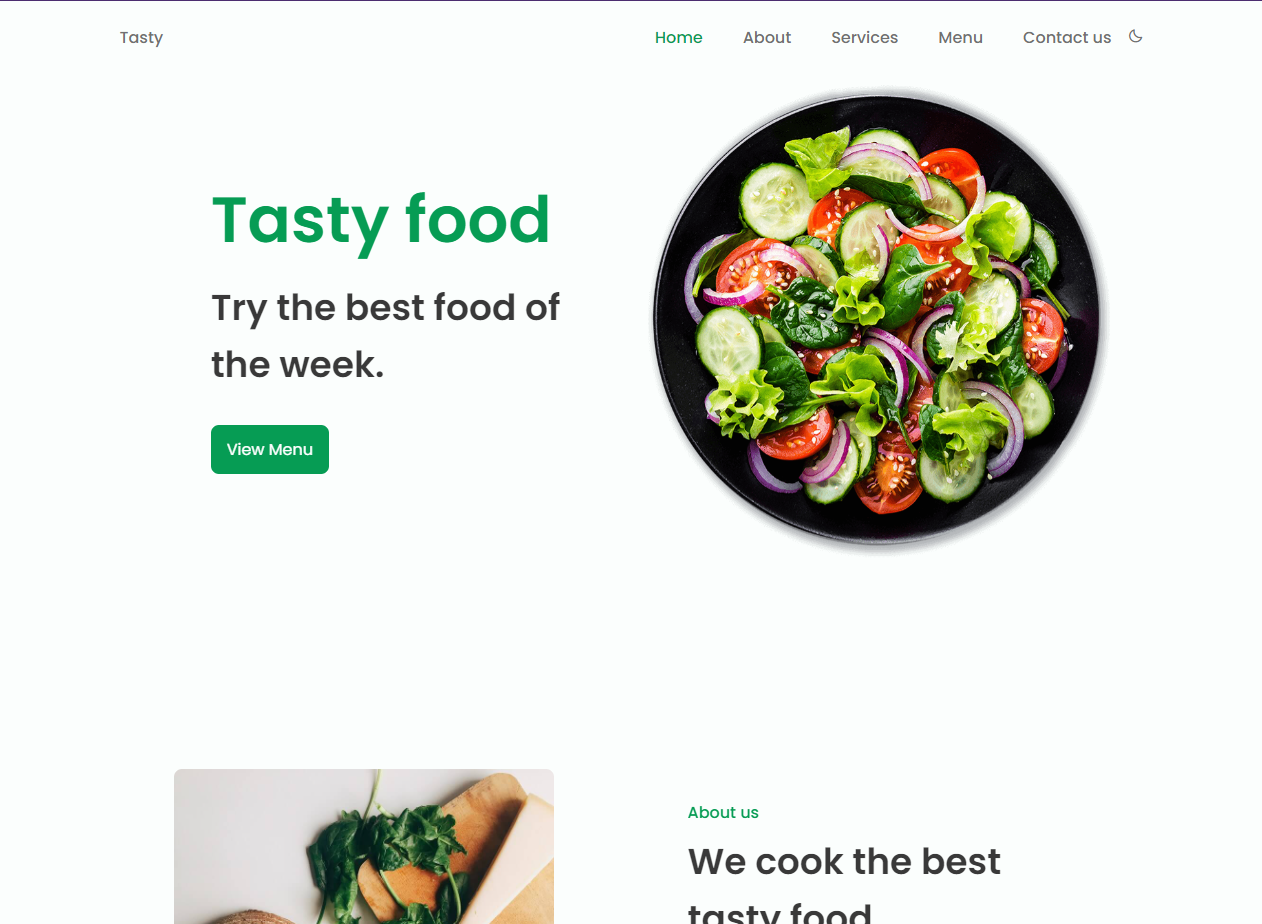 Tasty
Home About Services Menu Contact us
Tasty food
Try the best food of
the week.
View Menu
About us
We cook the best
tasty food